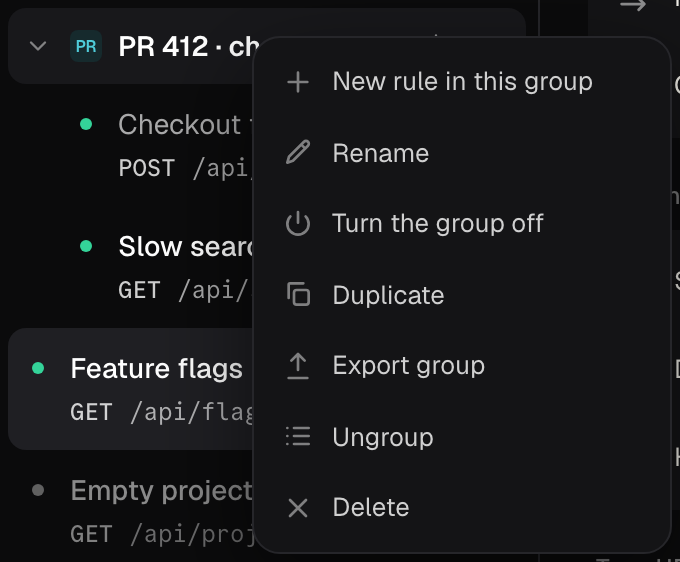 PR PR 412 · ch
New rule in this group
Checkout
POST /api/
Rename
Turn the group off
Slow searc
GET /api/
Duplicate
Feature flags
GET /api/flag
Export group
Ungroup
Empty project
GET /api/proj
Delete